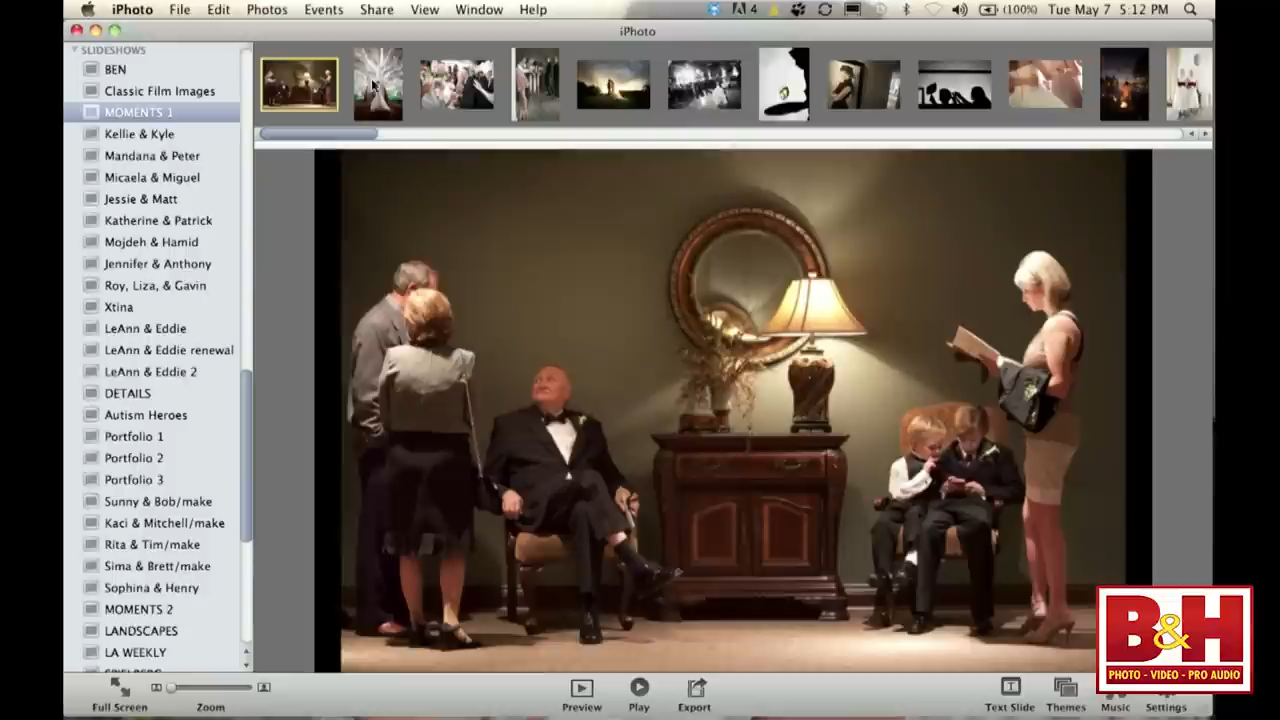 iPhoto File Edit Photos Events Share View Window Help 4 (100%) Tue May 7 5:12 PM
iPhoto
SLIDESHOWS
BEN
Classic Film Images
MOMENTS 1
Kellie & Kyle
Mandana & Peter
Micaela & Miguel
Jessie & Matt
Katherine & Patrick
Mojdeh & Hamid
Jennifer & Anthony
Roy, Liza, & Gavin
Xtina
LeAnn & Eddie
LeAnn & Eddie renewal
LeAnn & Eddie 2
DETAILS
Autism Heroes
Portfolio 1
Portfolio 2
Portfolio 3
Sunny & Bob/make
Kaci & Mitchell/make
Rita & Tim/make
Sima & Brett/make
Sophina & Henry
MOMENTS 2
LANDSCAPES
LA WEEKLY
B&H
PHOTO - VIDEO - PRO AUDIO
Full Screen Zoom Preview Play Export Text Slide Themes Music Settings